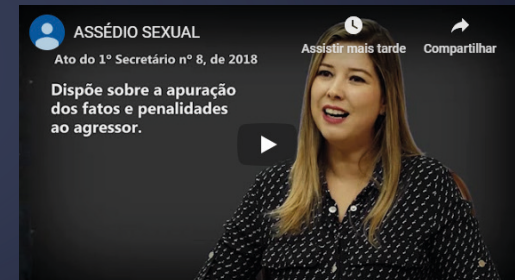 ASSÉDIO SEXUAL
Assistir mais tarde
Compartilhar
Ato do 1º Secretário nº 8, de 2018
Dispõe sobre a apuração
dos fatos e penalidades
ao agressor.